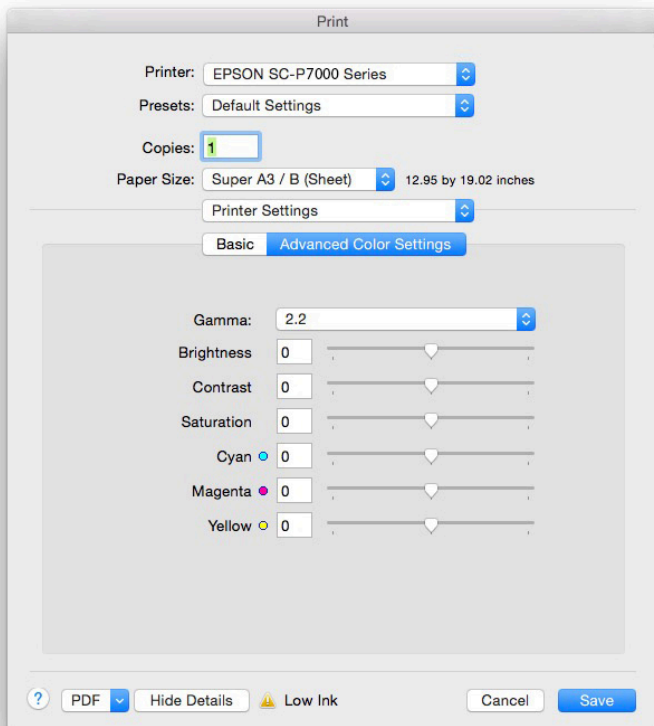 Print
Printer: EPSON SC-P7000 Series
Presets: Default Settings
Copies: 1
Paper Size: Super A3 / B (Sheet) 12.95 by 19.02 inches
Printer Settings
Basic Advanced Color Settings
Gamma: 2.2
Brightness 0
Contrast 0
Saturation 0
Cyan 0
Magenta 0
Yellow 0
? PDF Hide Details Low Ink Cancel Save